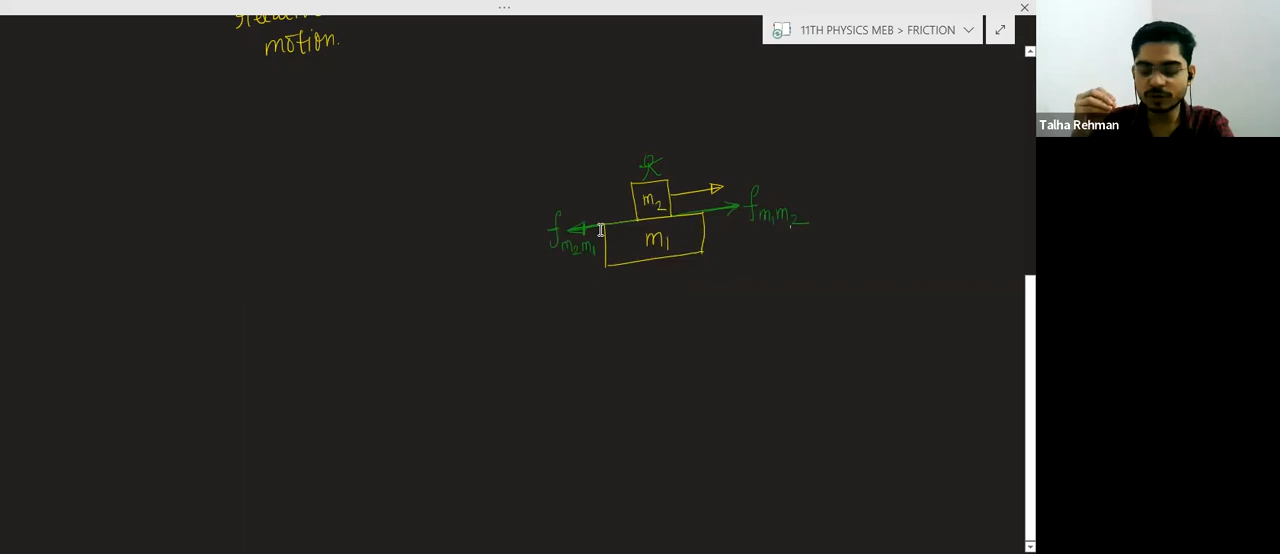 11TH PHYSICS MEB > FRICTION
motion.
Talha Rehman
m2
fm1m2
fm2m1
m1